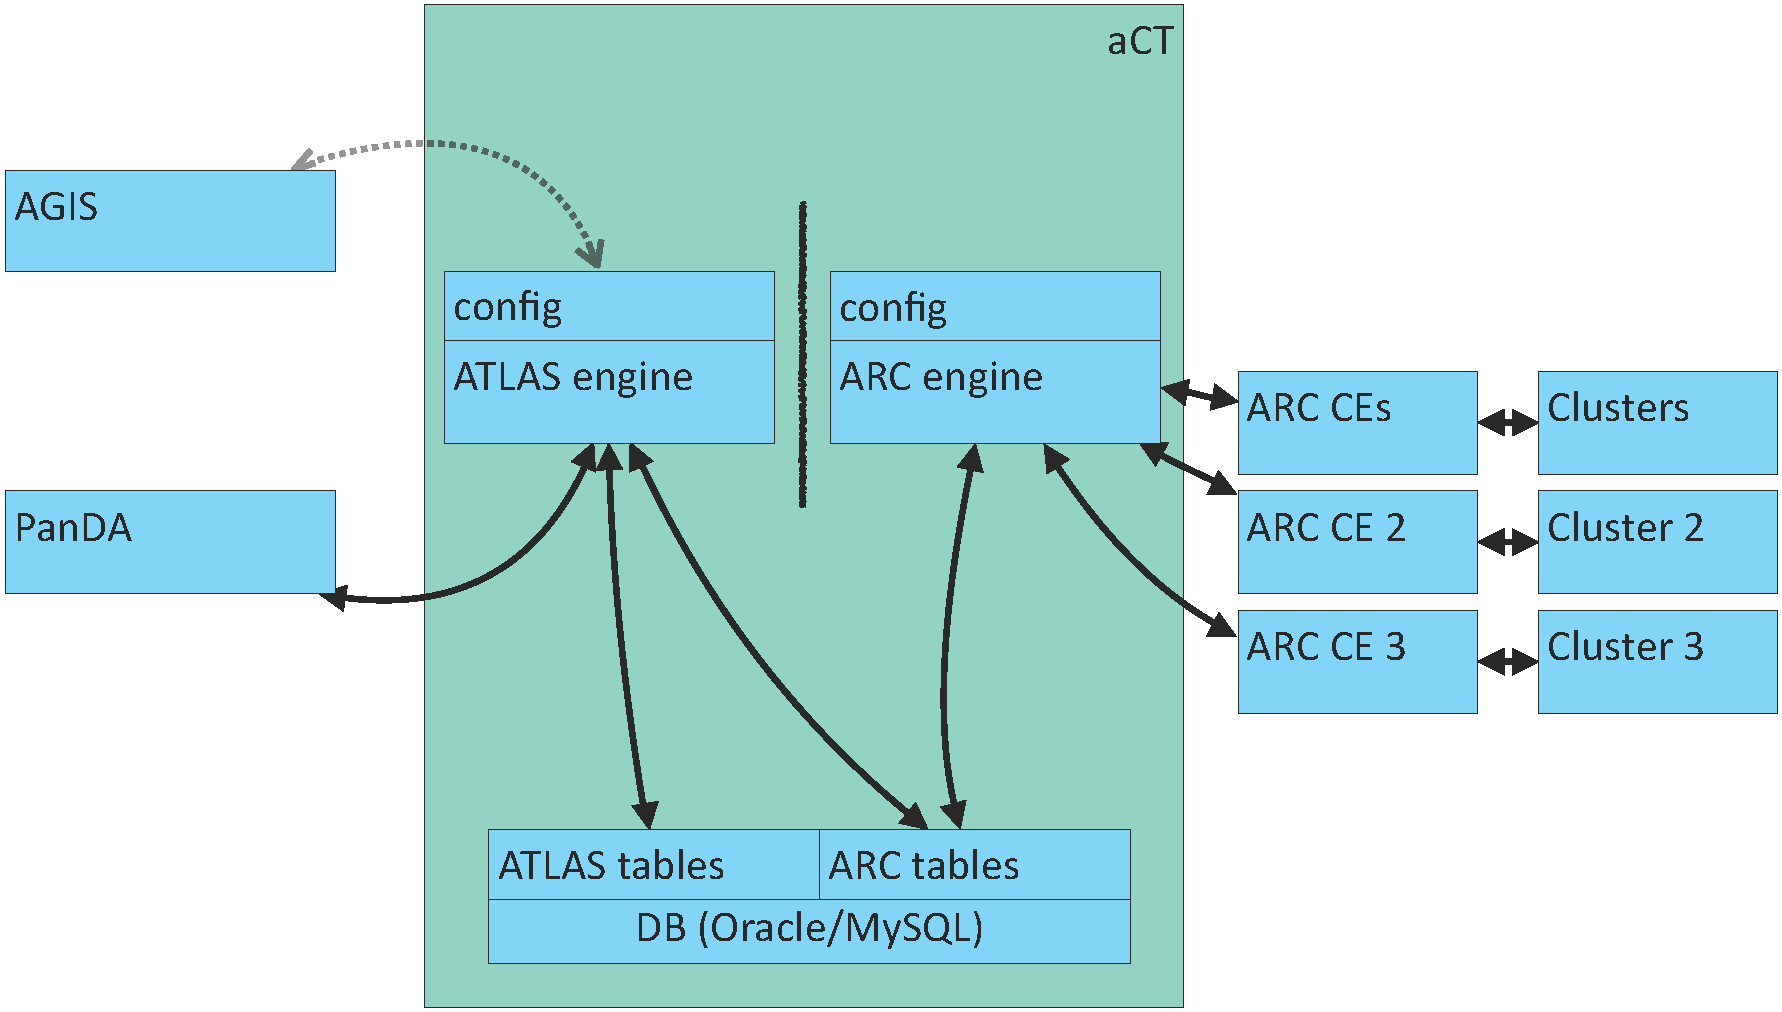 aCT
AGIS
config
config
ATLAS engine
ARC engine
ARC CEs
Clusters
PanDA
ARC CE 2
Cluster 2
ARC CE 3
Cluster 3
ATLAS tables
ARC tables
DB (Oracle/MySQL)